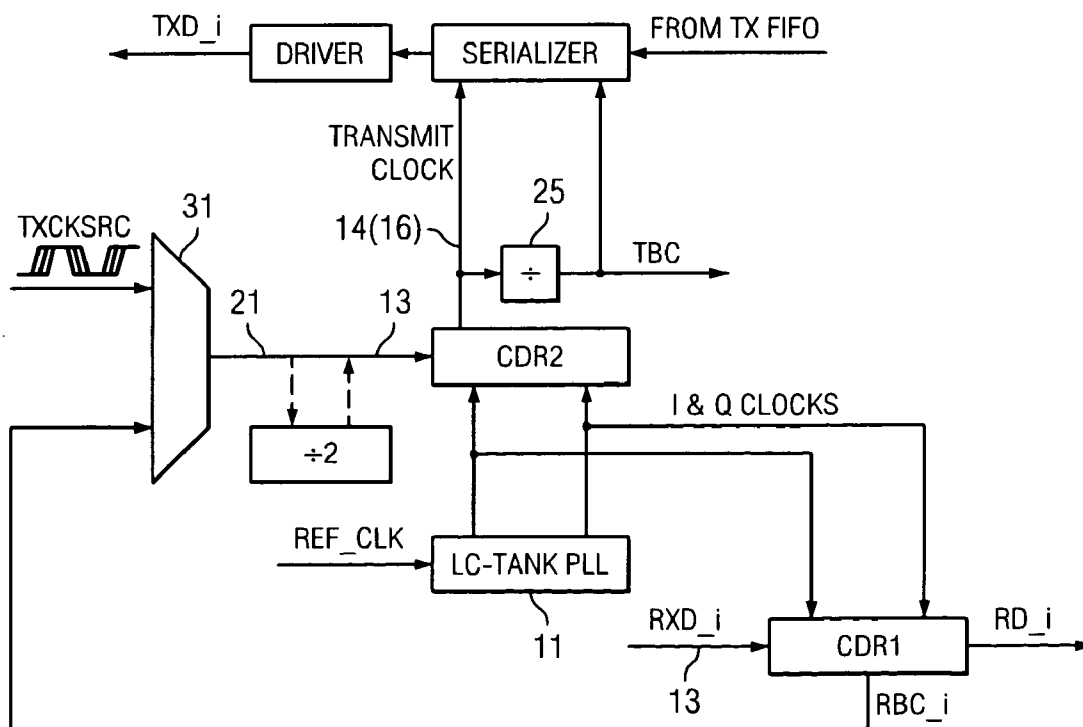 TXD_i
DRIVER
SERIALIZER
FROM TX FIFO
TRANSMIT
CLOCK
TXCKSRC
31
14(16)
25
÷
TBC
21
13
CDR2
÷2
I & Q CLOCKS
REF_CLK
LC-TANK PLL
11
RXD_i
13
CDR1
RD_i
RBC_i